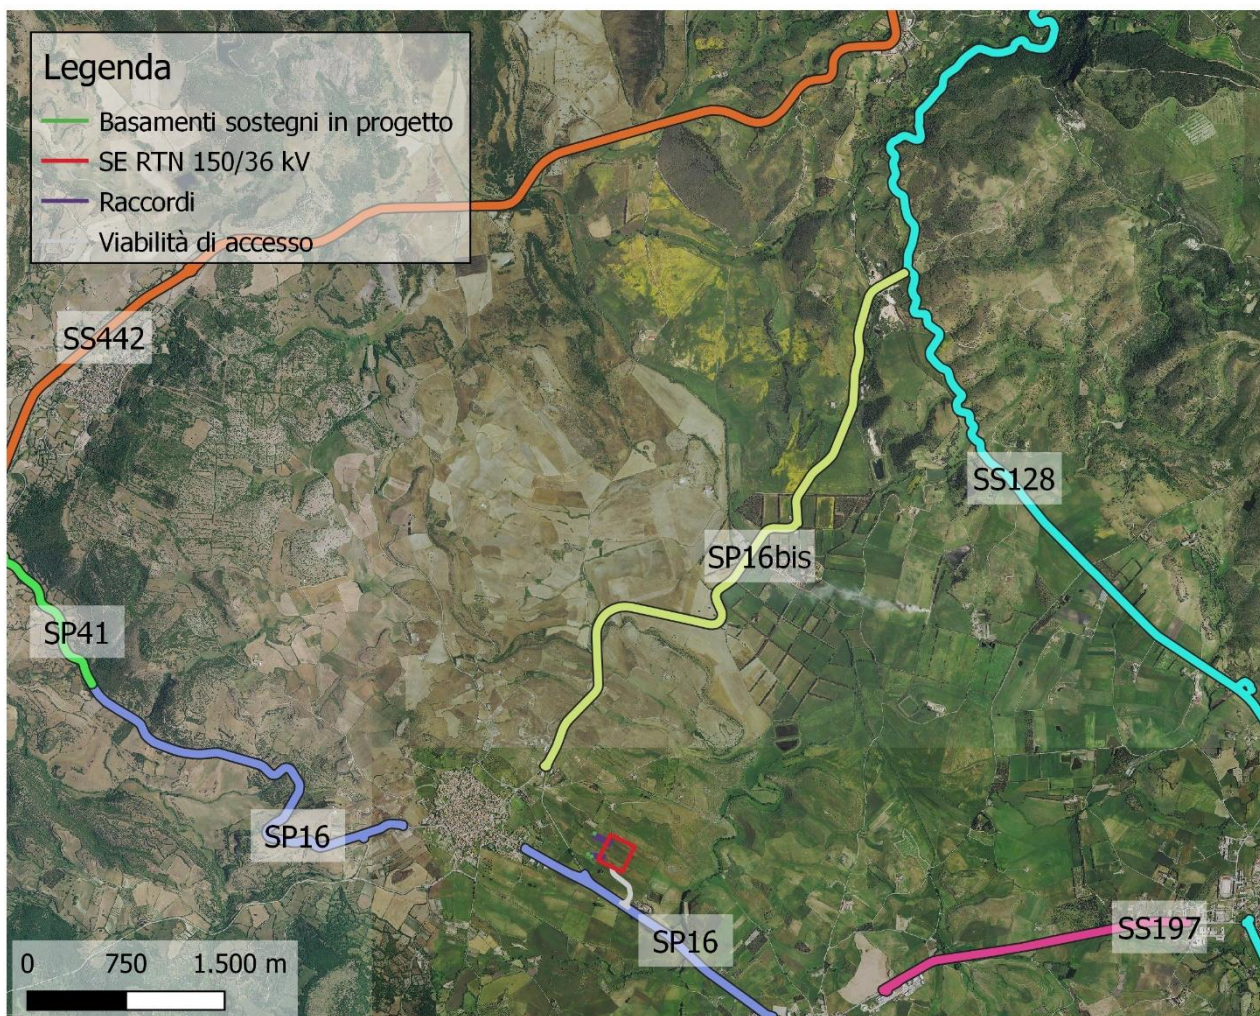 Legenda
Basamenti sostegni in progetto
SE RTN 150/36 kV
Raccordi
Viabilità di accesso
SS442
SS128
SP16bis
SP41
SP16
SS197
SP16
0 750 1.500 m